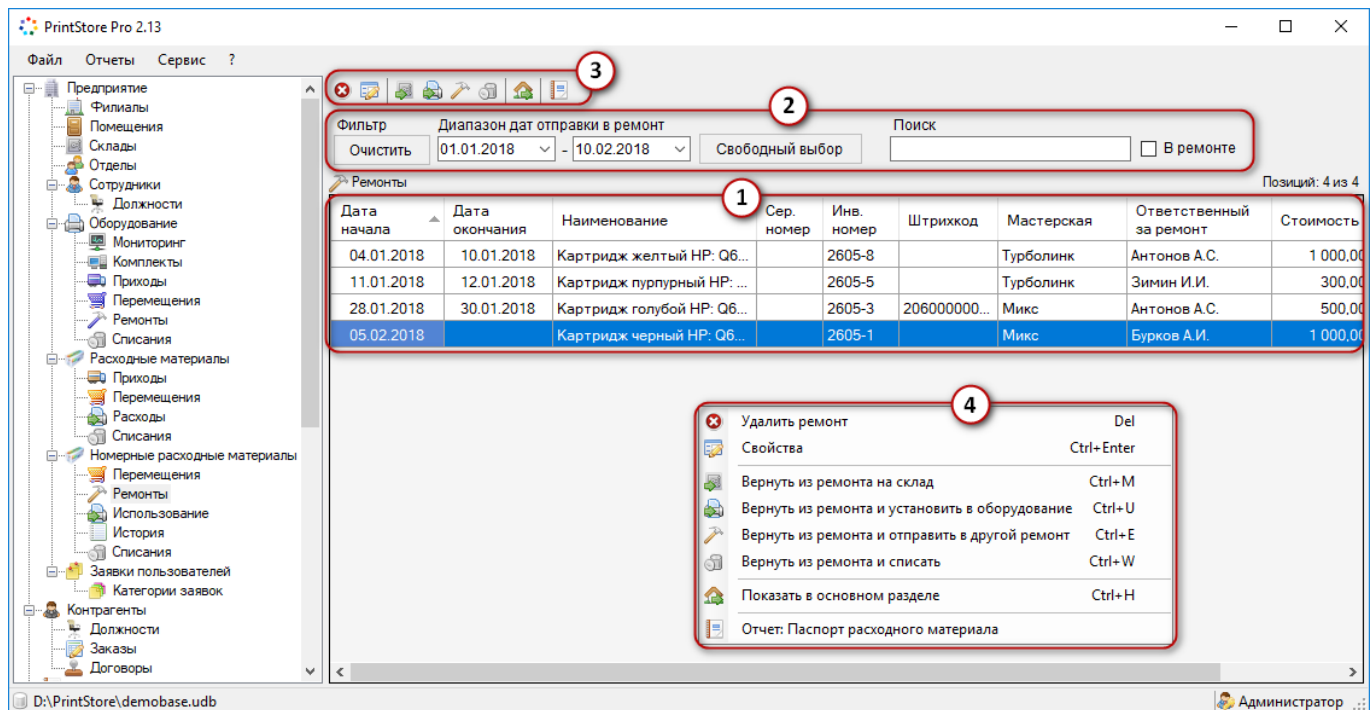 PrintStore Pro 2.13
Файл Отчеты Сервис ?
Предприятие
Филиалы
Помещения
Склады
Отделы
Сотрудники
Должности
Оборудование
Мониторинг
Комплекты
Приходы
Перемещения
Ремонты
Списания
Расходные материалы
Приходы
Перемещения
Расходы
Списания
Номерные расходные материалы
Перемещения
Ремонты
Использование
История
Списания
Заявки пользователей
Категории заявок
Контрагенты
Должности
Заказы
Договоры
3
2
Фильтр Диапазон дат отправки в ремонт Поиск
Очистить 01.01.2018 - 10.02.2018 Свободный выбор В ремонте
Ремонты Позиций: 4 из 4
1
Дата начала Дата окончания Наименование Сер. номер Инв. номер Штрихкод Мастерская Ответственный за ремонт Стоимость
04.01.2018 10.01.2018 Картридж желтый HP: Q6... 2605-8 Турболинк Антонов А.С. 1 000,00
11.01.2018 12.01.2018 Картридж пурпурный HP: ... 2605-5 Турболинк Зимин И.И. 300,00
28.01.2018 30.01.2018 Картридж голубой HP: Q6... 2605-3 206000000... Микс Антонов А.С. 500,00
05.02.2018 Картридж черный HP: Q6... 2605-1 Микс Бурков А.И. 1 000,00
4
Удалить ремонт Del
Свойства Ctrl+Enter
Вернуть из ремонта на склад Ctrl+M
Вернуть из ремонта и установить в оборудование Ctrl+U
Вернуть из ремонта и отправить в другой ремонт Ctrl+E
Вернуть из ремонта и списать Ctrl+W
Показать в основном разделе Ctrl+H
Отчет: Паспорт расходного материала
D:\PrintStore\demobase.udb Администратор